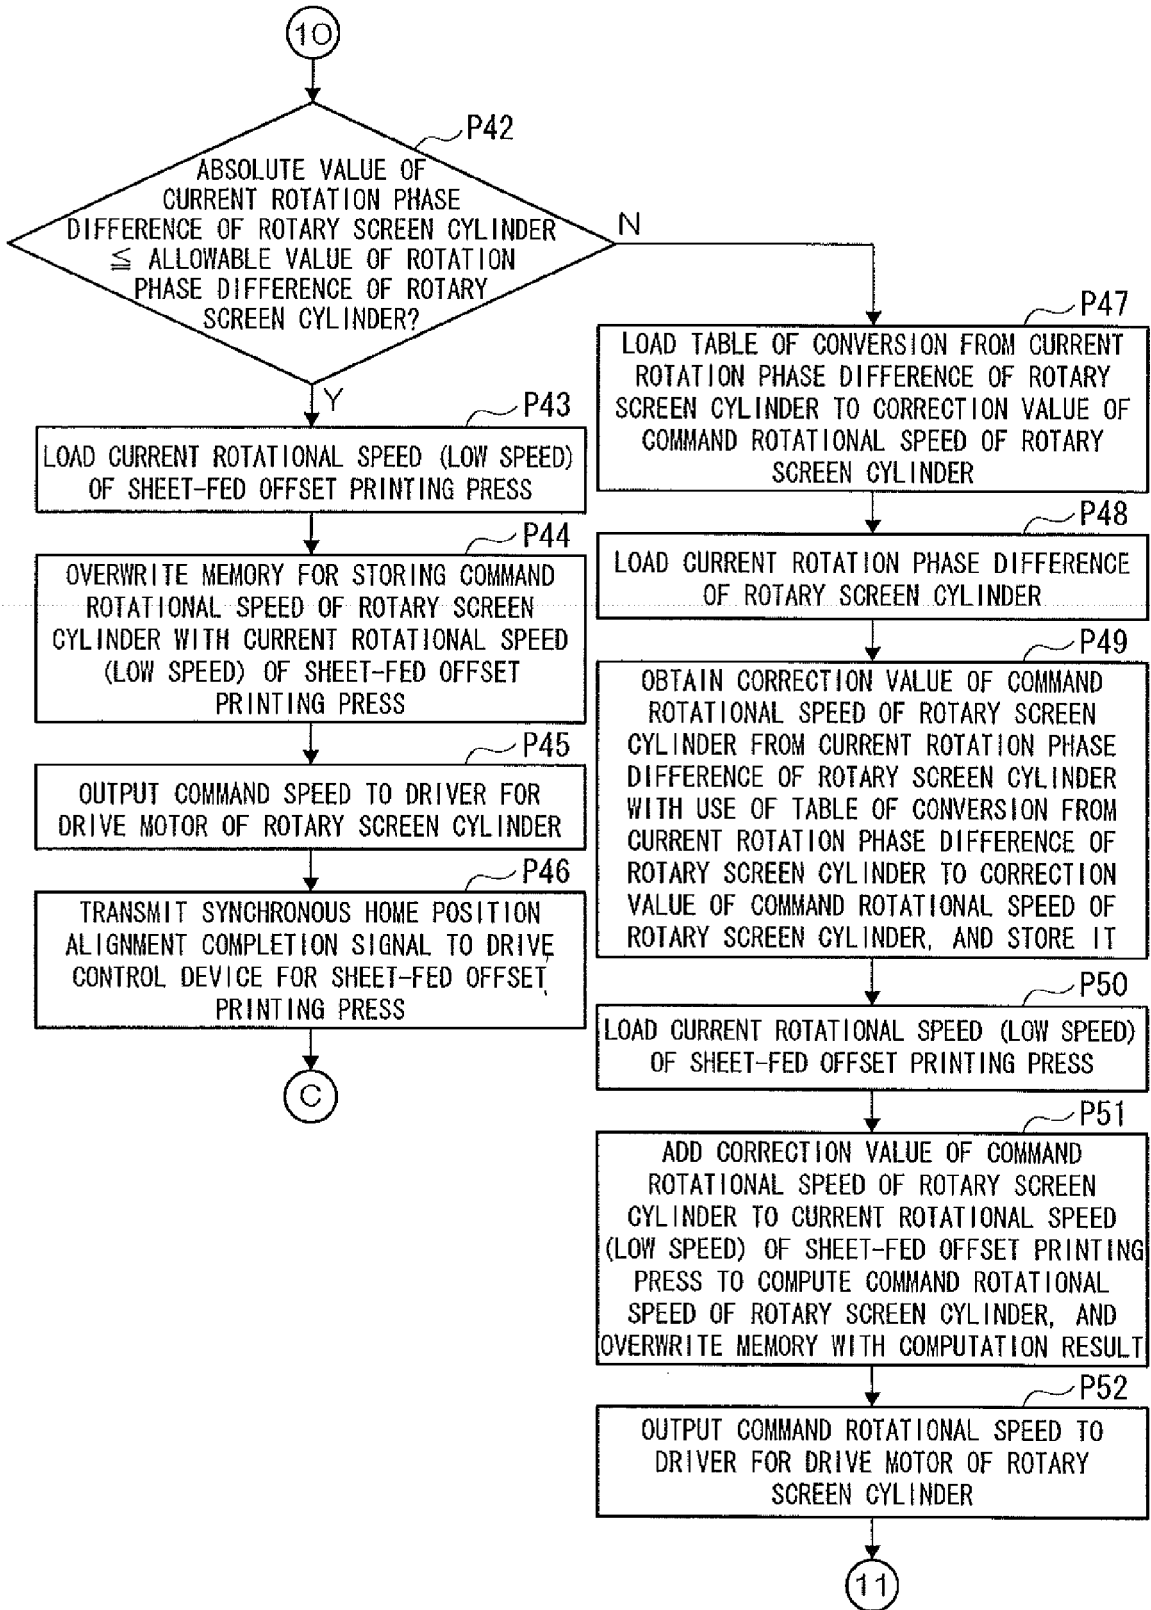 10
P42
ABSOLUTE VALUE OF
CURRENT ROTATION PHASE
DIFFERENCE OF ROTARY SCREEN CYLINDER
≦ ALLOWABLE VALUE OF ROTATION
PHASE DIFFERENCE OF ROTARY
SCREEN CYLINDER?
N
Y
P43
LOAD CURRENT ROTATIONAL SPEED (LOW SPEED)
OF SHEET-FED OFFSET PRINTING PRESS
P44
OVERWRITE MEMORY FOR STORING COMMAND
ROTATIONAL SPEED OF ROTARY SCREEN
CYLINDER WITH CURRENT ROTATIONAL SPEED
(LOW SPEED) OF SHEET-FED OFFSET
PRINTING PRESS
P45
OUTPUT COMMAND SPEED TO DRIVER FOR
DRIVE MOTOR OF ROTARY SCREEN CYLINDER
P46
TRANSMIT SYNCHRONOUS HOME POSITION
ALIGNMENT COMPLETION SIGNAL TO DRIVE
CONTROL DEVICE FOR SHEET-FED OFFSET
PRINTING PRESS
C
P47
LOAD TABLE OF CONVERSION FROM CURRENT
ROTATION PHASE DIFFERENCE OF ROTARY
SCREEN CYLINDER TO CORRECTION VALUE OF
COMMAND ROTATIONAL SPEED OF ROTARY
SCREEN CYLINDER
P48
LOAD CURRENT ROTATION PHASE DIFFERENCE
OF ROTARY SCREEN CYLINDER
P49
OBTAIN CORRECTION VALUE OF COMMAND
ROTATIONAL SPEED OF ROTARY SCREEN
CYLINDER FROM CURRENT ROTATION PHASE
DIFFERENCE OF ROTARY SCREEN CYLINDER
WITH USE OF TABLE OF CONVERSION FROM
CURRENT ROTATION PHASE DIFFERENCE OF
ROTARY SCREEN CYLINDER TO CORRECTION
VALUE OF COMMAND ROTATIONAL SPEED OF
ROTARY SCREEN CYLINDER, AND STORE IT
P50
LOAD CURRENT ROTATIONAL SPEED (LOW SPEED)
OF SHEET-FED OFFSET PRINTING PRESS
P51
ADD CORRECTION VALUE OF COMMAND
ROTATIONAL SPEED OF ROTARY SCREEN
CYLINDER TO CURRENT ROTATIONAL SPEED
(LOW SPEED) OF SHEET-FED OFFSET PRINTING
PRESS TO COMPUTE COMMAND ROTATIONAL
SPEED OF ROTARY SCREEN CYLINDER, AND
OVERWRITE MEMORY WITH COMPUTATION RESULT
P52
OUTPUT COMMAND ROTATIONAL SPEED TO
DRIVER FOR DRIVE MOTOR OF ROTARY
SCREEN CYLINDER
11